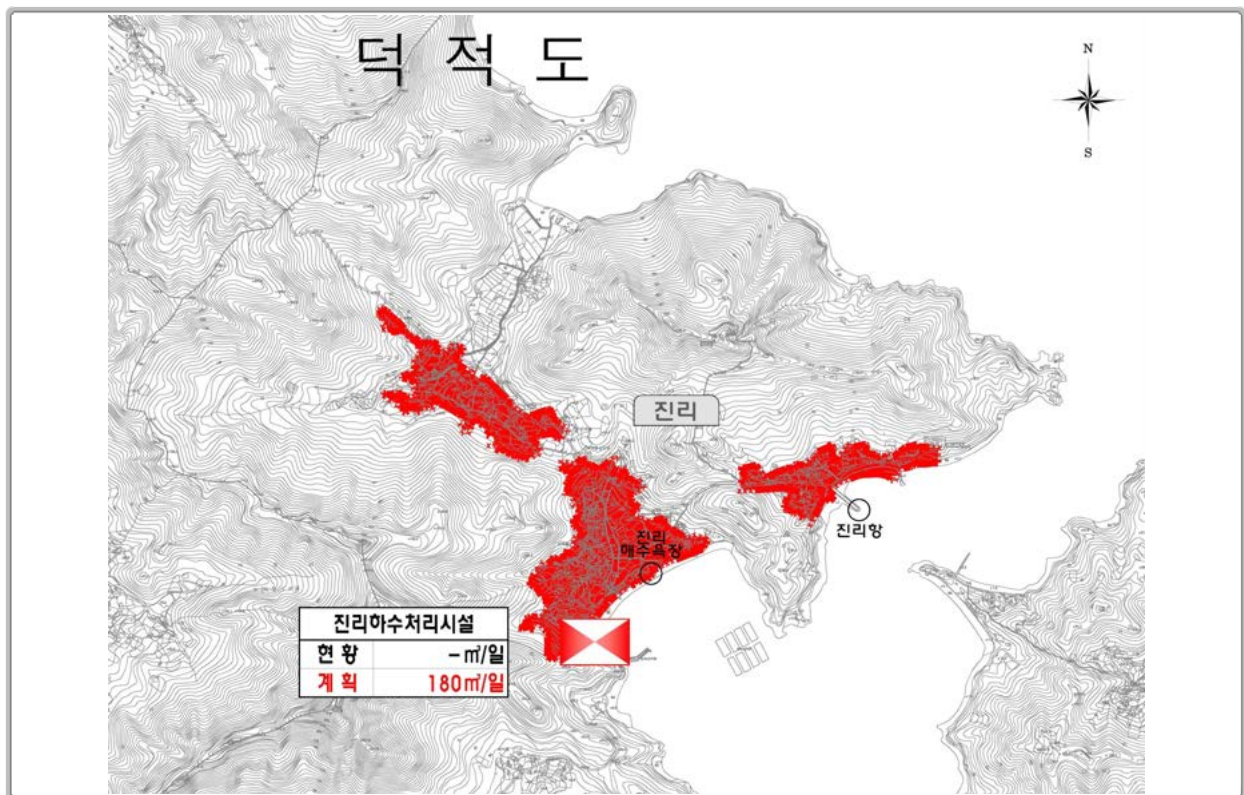 덕 적 도
N
S
진리
진리
매수욕장
진리항
진리하수처리시설
현 황 -㎥/일
계 획 180㎥/일